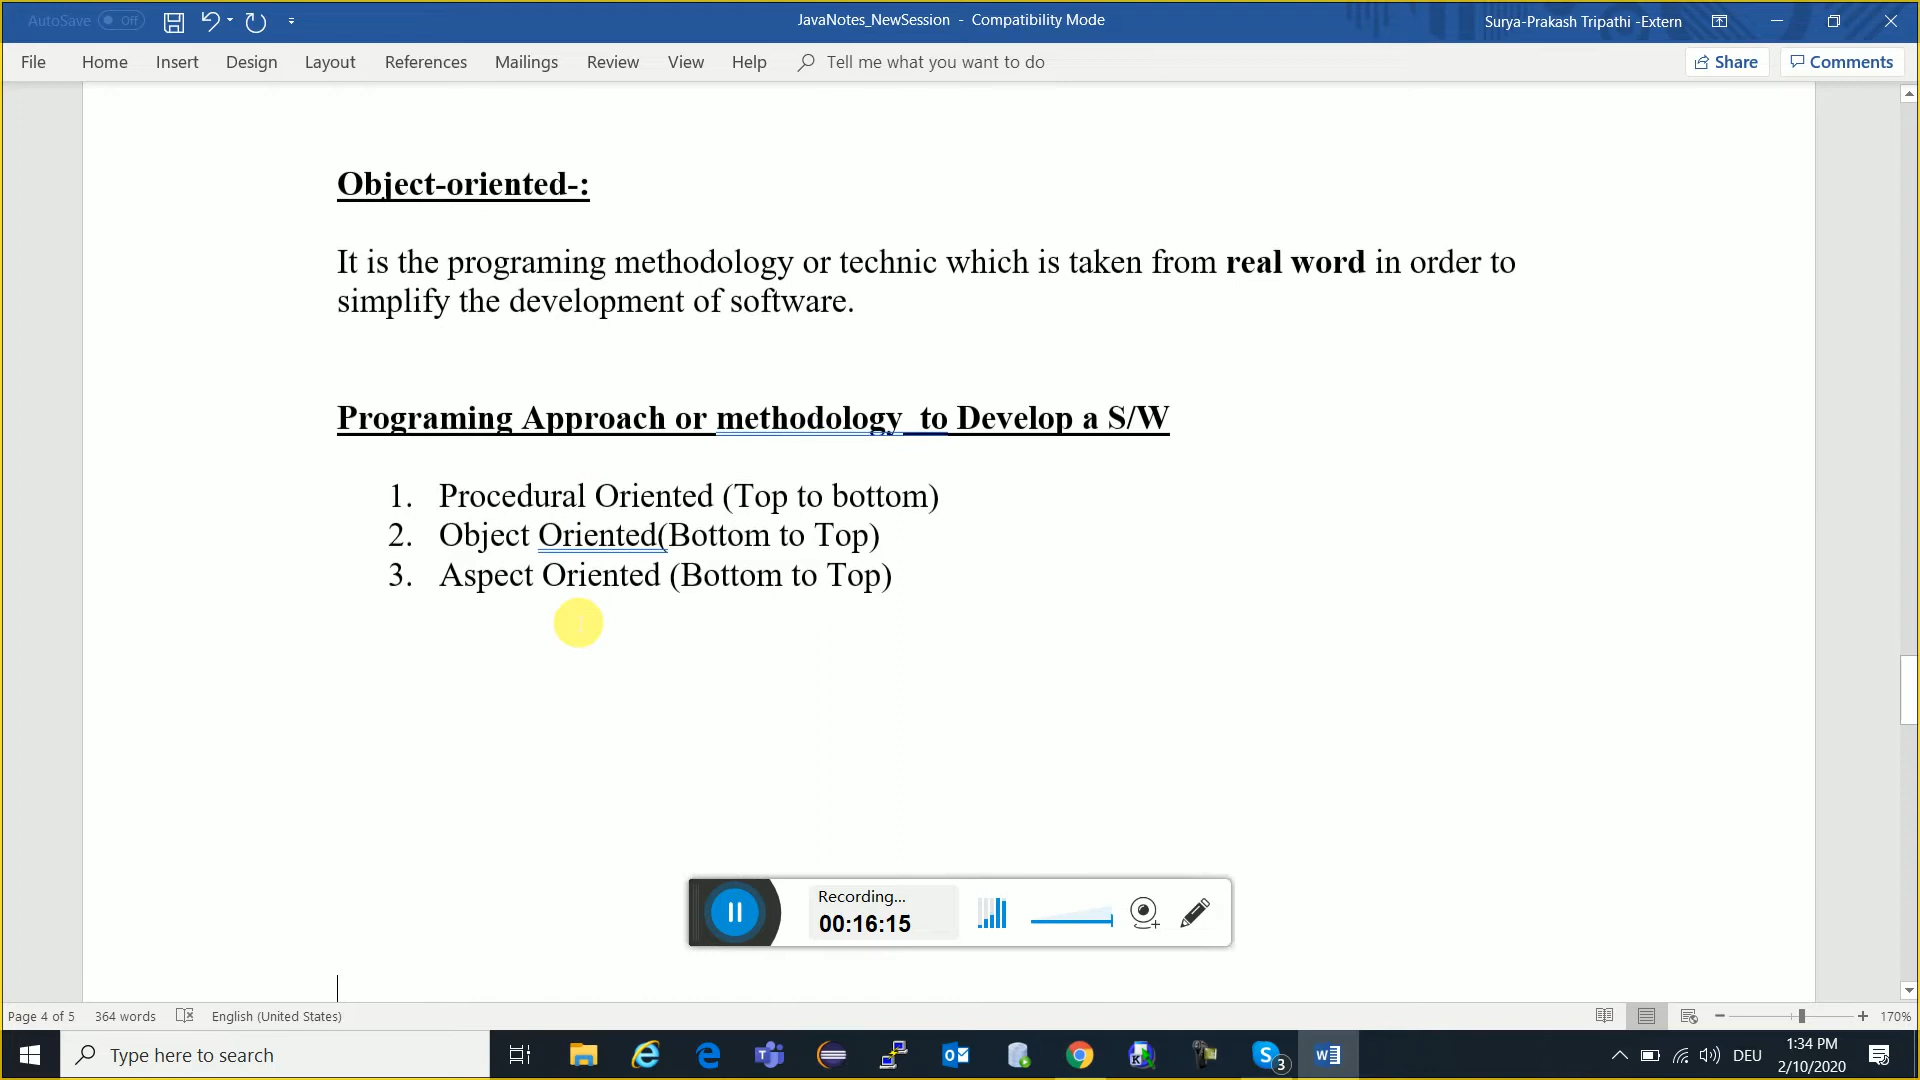 AutoSave Off
JavaNotes_NewSession - Compatibility Mode
Surya-Prakash Tripathi -Extern
File Home Insert Design Layout References Mailings Review View Help Tell me what you want to do Share Comments
Object-oriented-:
It is the programing methodology or technic which is taken from real word in order to
simplify the development of software.
Programing Approach or methodology to Develop a S/W
1. Procedural Oriented (Top to bottom)
2. Object Oriented(Bottom to Top)
3. Aspect Oriented (Bottom to Top)
Recording...
00:16:15
Page 4 of 5 364 words English (United States) 170%
Type here to search
3
DEU
1:34 PM
2/10/2020